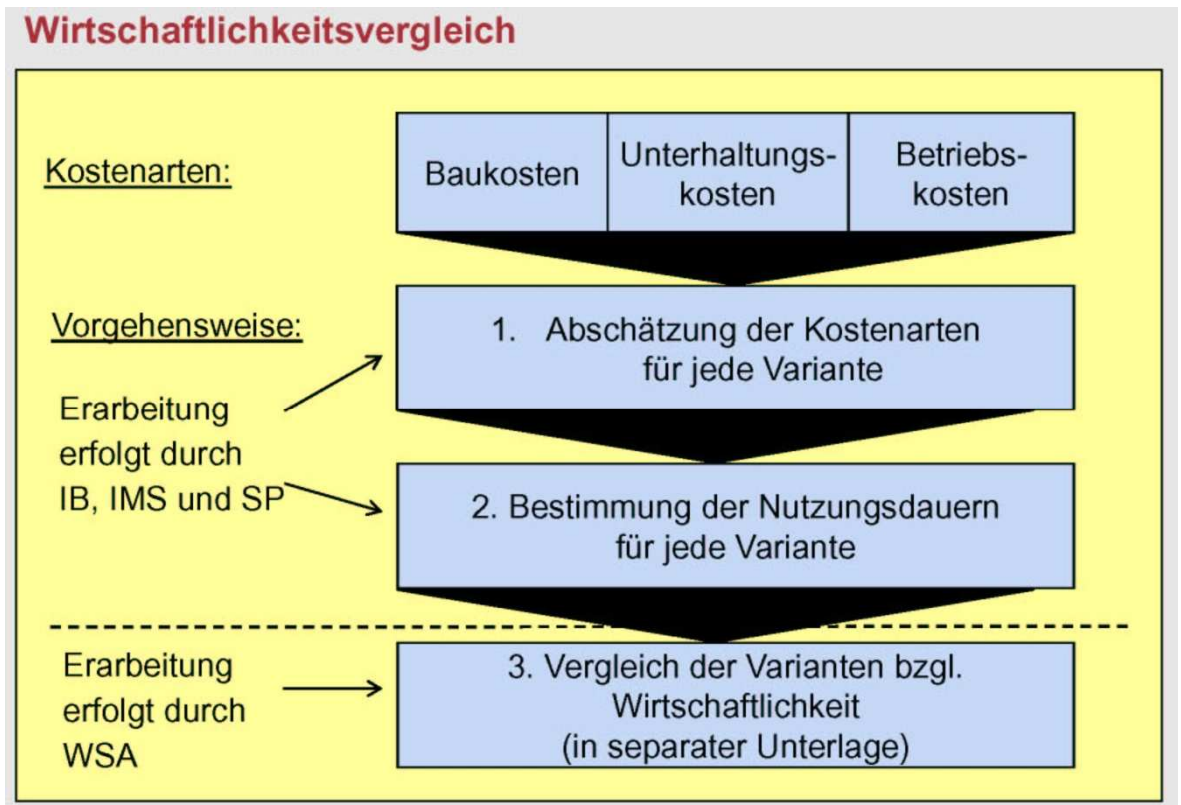 Wirtschaftlichkeitsvergleich
Kostenarten:
Baukosten
Unterhaltungs-
kosten
Betriebs-
kosten
Vorgehensweise:
1. Abschätzung der Kostenarten
für jede Variante
Erarbeitung
erfolgt durch
IB, IMS und SP
2. Bestimmung der Nutzungsdauern
für jede Variante
Erarbeitung
erfolgt durch
WSA
3. Vergleich der Varianten bzgl.
Wirtschaftlichkeit
(in separater Unterlage)